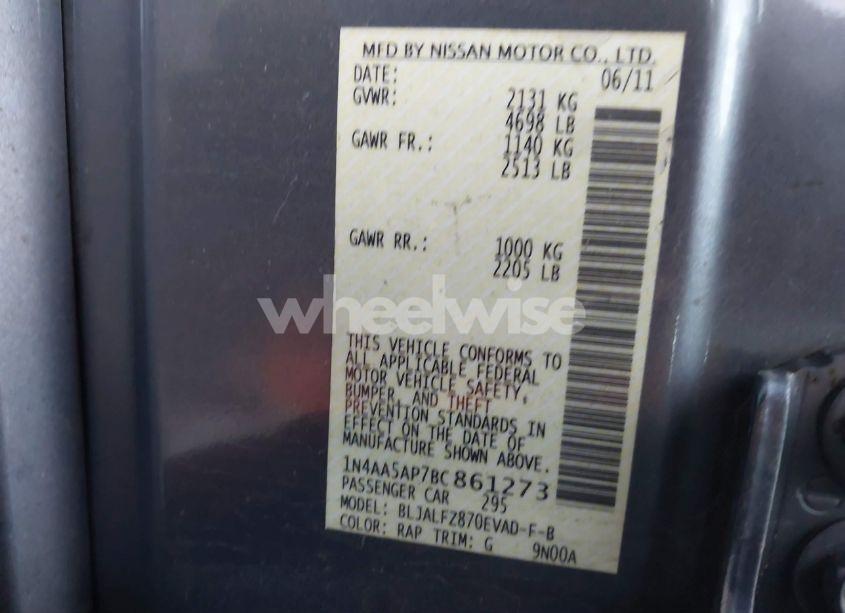 MFD BY NISSAN MOTOR CO., LTD.
DATE: 06/11
GVWR: 2131 KG
4698 LB
GAWR FR.: 1140 KG
2513 LB
GAWR RR.: 1000 KG
2205 LB
wheelwise
THIS VEHICLE CONFORMS TO
ALL APPLICABLE FEDERAL
MOTOR VEHICLE SAFETY,
BUMPER, AND THEFT
PREVENTION STANDARDS IN
EFFECT ON THE DATE OF
MANUFACTURE SHOWN ABOVE.
1N4AA5AP7BC861273
PASSENGER CAR 295
MODEL: BLJALFZ870EVAD-F-B
COLOR: RAP TRIM: G 9N00A